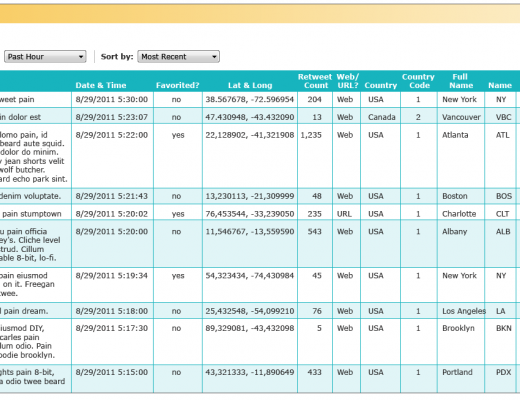 Past Hour Sort by: Most Recent
Retweet Web/ Country Full
Date & Time Favorited? Lat & Long Count URL? Country Code Name Name
weet pain 8/29/2011 5:30:00 no 38.567678, -72.596954 204 Web USA 1 New York NY
in dolor est 8/29/2011 5:23:07 no 47.430948, -43.432090 13 Web Canada 2 Vancouver VBC
domo pain, id 8/29/2011 5:22:00 yes 22,128902, -41,321908 1,235 Web USA 1 Atlanta ATL
beard aute squid.
dolor do minim.
y jean shorts velit
wolf butcher.
ard echo park sint.
denim voluptate. 8/29/2011 5:21:43 no 13,230113, -21,309999 48 Web USA 1 Boston BOS
pain stumptown 8/29/2011 5:20:02 yes 76,453544, -33,239050 235 URL USA 1 Charlotte CLT
u pain officia 8/29/2011 5:20:00 no 11,546767, -13,559590 543 Web USA 1 Albany ALB
ey's. Cliche level
strud. Cillum
able 8-bit, lo-fi.
pain eiusmod 8/29/2011 5:19:34 yes 54,323434, -74,430984 45 Web USA 1 New York NY
on it. Freegan
twee.
l pain dream. 8/29/2011 5:18:00 no 25,432548, -54,099210 76 Web USA 1 Los Angeles LA
eiusmod DIY, 8/29/2011 5:17:30 no 89,329081, -43,432098 5 Web USA 1 Brooklyn BKN
carles pain
lum odio. Pain
oodie brooklyn.
ghts pain 8-bit, 8/29/2011 5:15:00 no 43,321333, -11,890649 433 Web USA 1 Portland PDX
a odio twee beard